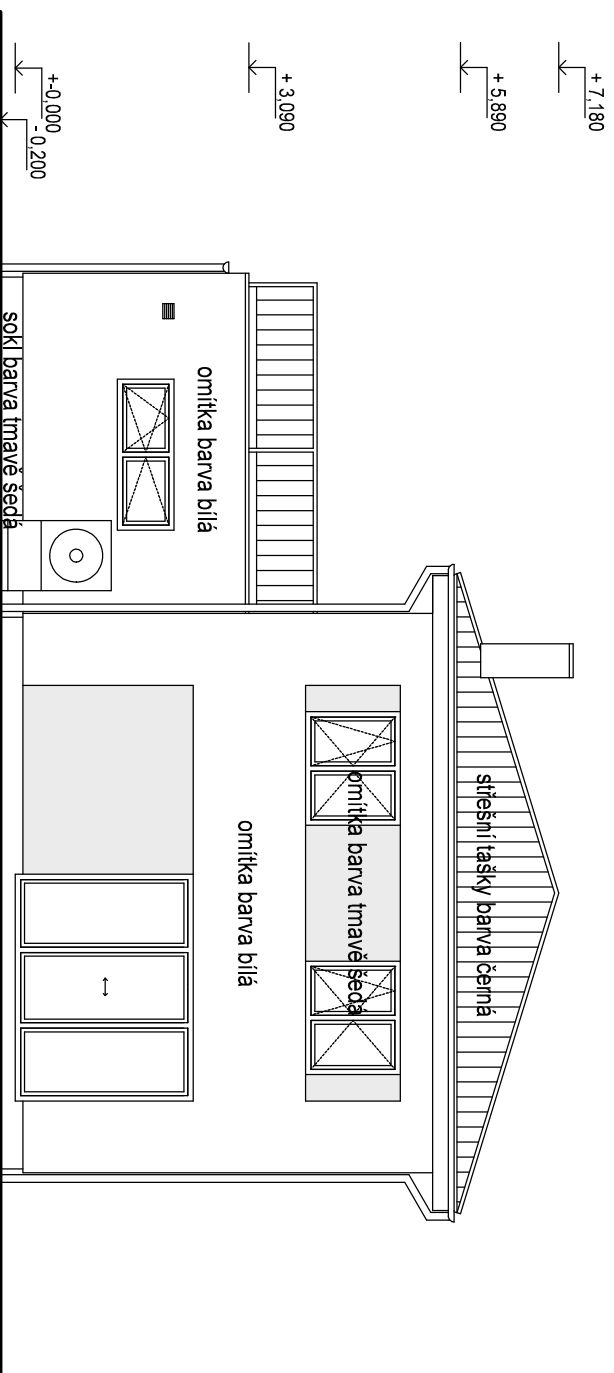 + 7,180
+ 5,890
+ 3,090
+-0,000
- 0,200
střešní tašky barva černá
omítka barva tmavě šedá
omítka barva bílá
omítka barva bílá
sokl barva tmavě šedá